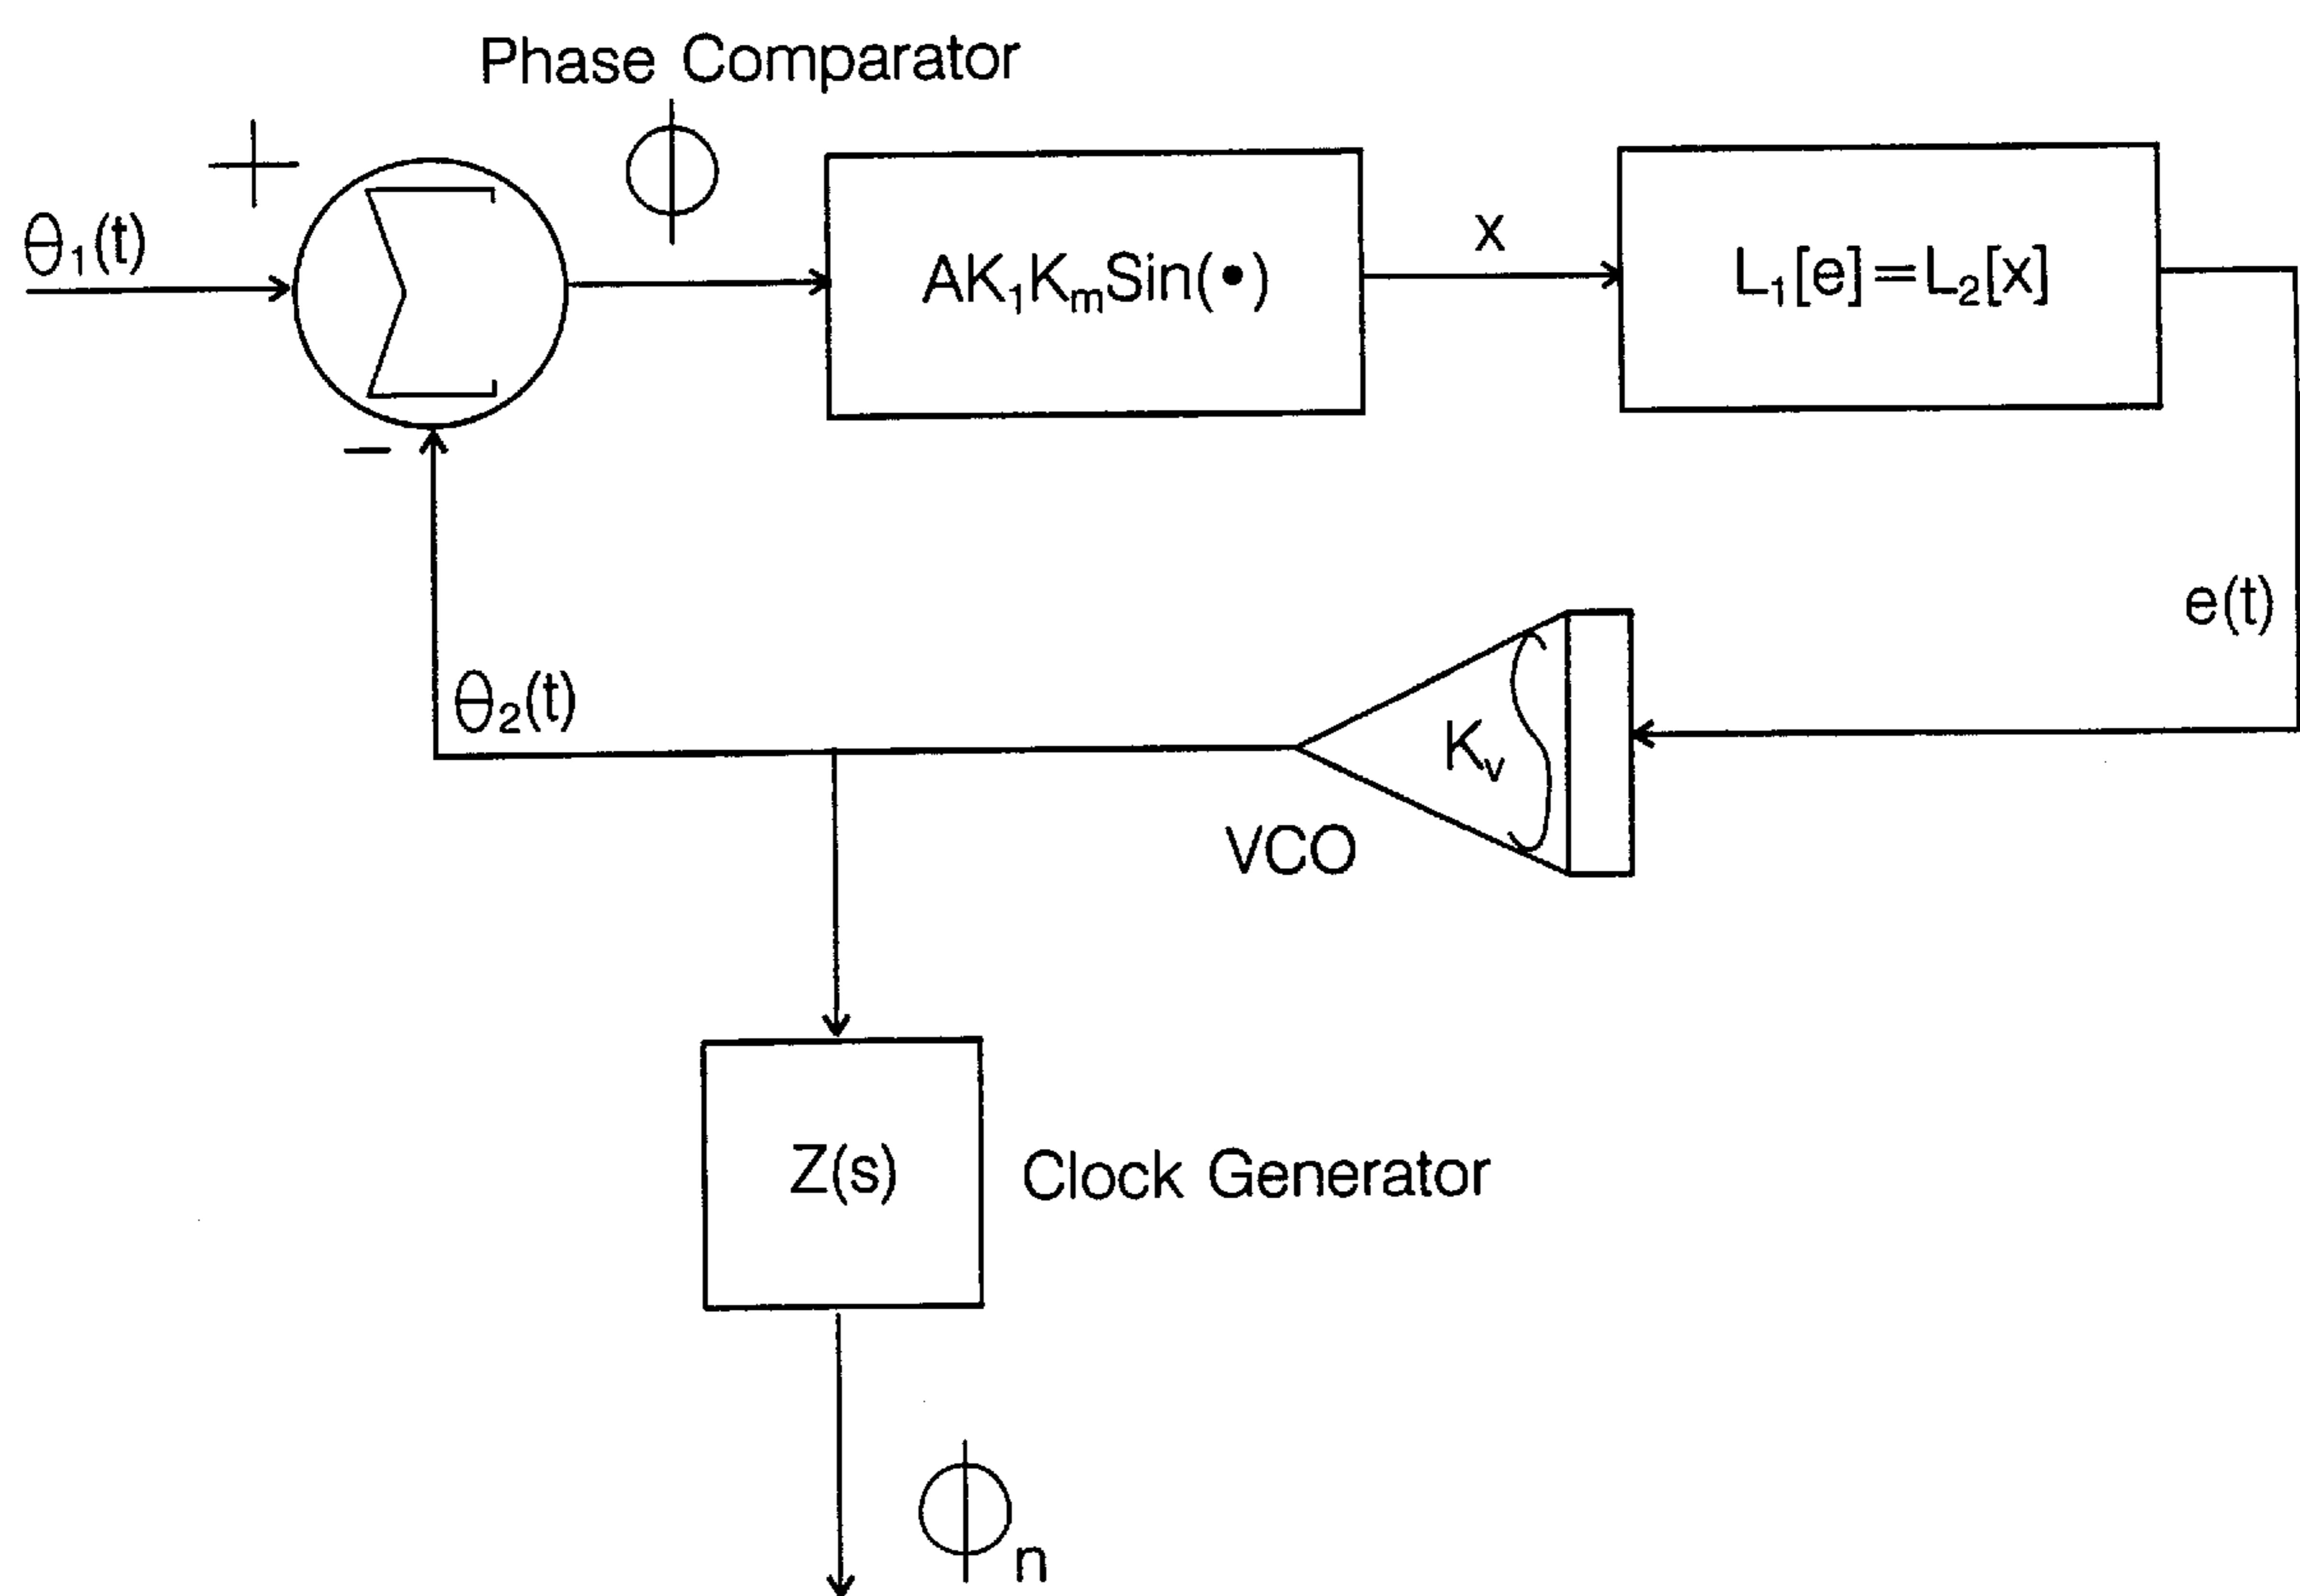 Phase Comparator
+
ϕ
θ₁(t)
Σ
AK₁KₘSin(•)
x
L₁[e]=L₂[x]
−
e(t)
θ₂(t)
Kᵥ
VCO
Z(s)
Clock Generator
ϕₙ